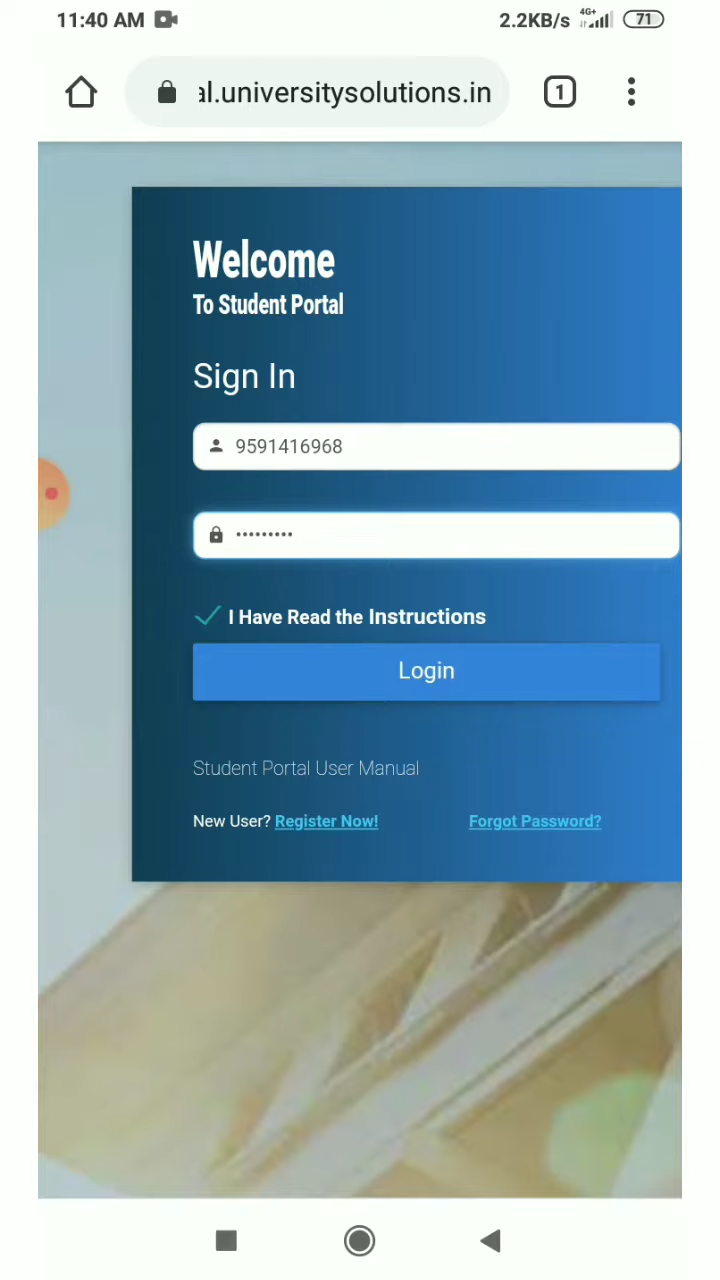 11:40 AM 2.2KB/s 4G+ 71
al.universitysolutions.in 1
Welcome
To Student Portal
Sign In
9591416968
•••••••••
I Have Read the Instructions
Login
Student Portal User Manual
New User? Register Now! Forgot Password?